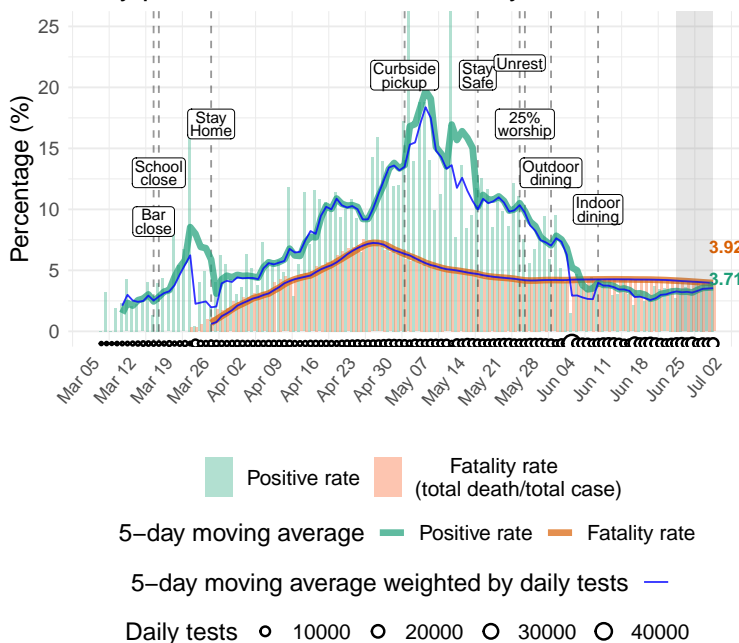 25
20
15
10
5
0
Percentage (%)
Curbside
pickup
Stay
Safe
Unrest
Stay
Home
25%
worship
School
close
Outdoor
dining
Bar
close
Indoor
dining
3.92
3.71
Mar 05
Mar 12
Mar 19
Mar 26
Apr 02
Apr 09
Apr 16
Apr 23
Apr 30
May 07
May 14
May 21
May 28
Jun 04
Jun 11
Jun 18
Jun 25
Jul 02
Positive rate
Fatality rate
(total death/total case)
5−day moving average Positive rate Fatality rate
5−day moving average weighted by daily tests
Daily tests 10000 20000 30000 40000